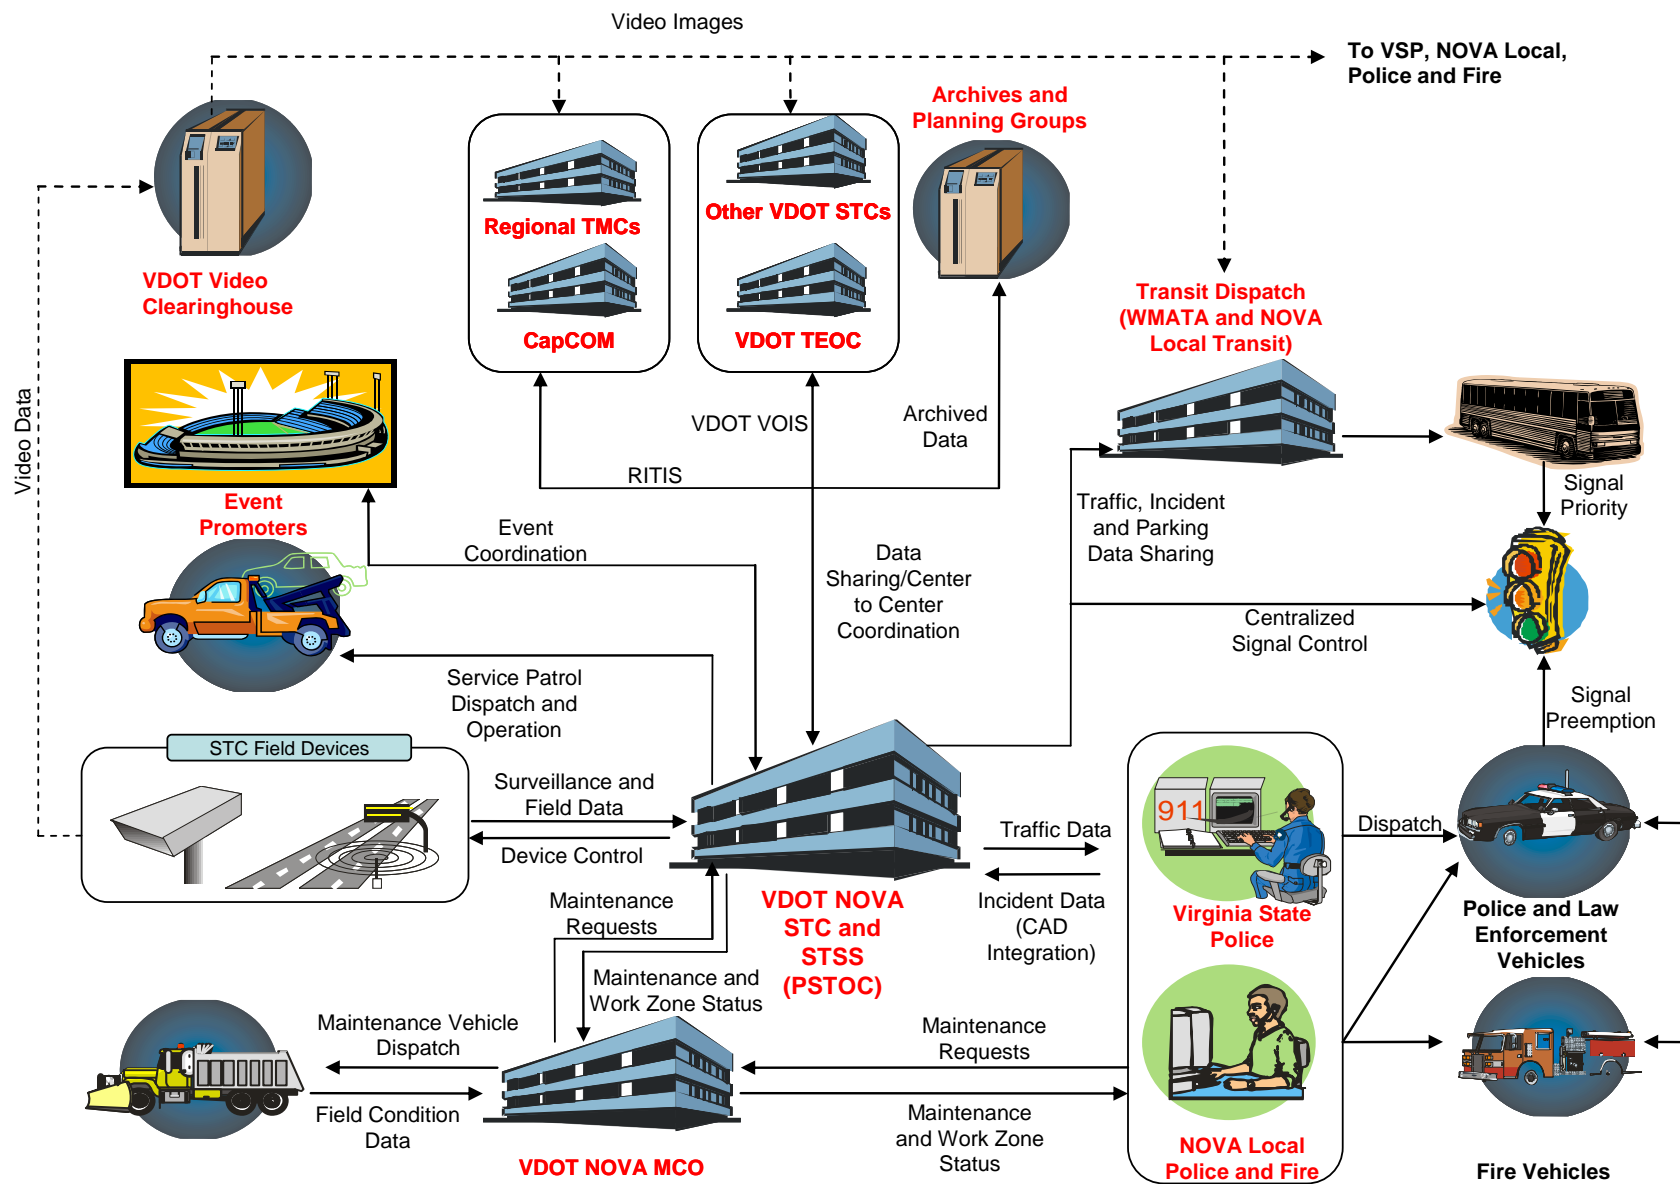 Video Images
To VSP, NOVA Local,
Police and Fire
Archives and
Planning Groups
Regional TMCs
Other VDOT STCs
VDOT Video
Clearinghouse
CapCOM
VDOT TEOC
Transit Dispatch
(WMATA and NOVA
Local Transit)
Video Data
VDOT VOIS
Archived
Data
RITIS
Event
Promoters
Event
Coordination
Data
Sharing/Center
to Center
Coordination
Traffic, Incident
and Parking
Data Sharing
Signal
Priority
Centralized
Signal Control
Service Patrol
Dispatch and
Operation
Signal
Preemption
STC Field Devices
Surveillance and
Field Data
Device Control
Traffic Data
911
Dispatch
Maintenance
Requests
VDOT NOVA
STC and
STSS
(PSTOC)
Incident Data
(CAD
Integration)
Virginia State
Police
Police and Law
Enforcement
Vehicles
Maintenance and
Work Zone Status
Maintenance Vehicle
Dispatch
Maintenance
Requests
Field Condition
Data
Maintenance
and Work Zone
Status
VDOT NOVA MCO
NOVA Local
Police and Fire
Fire Vehicles